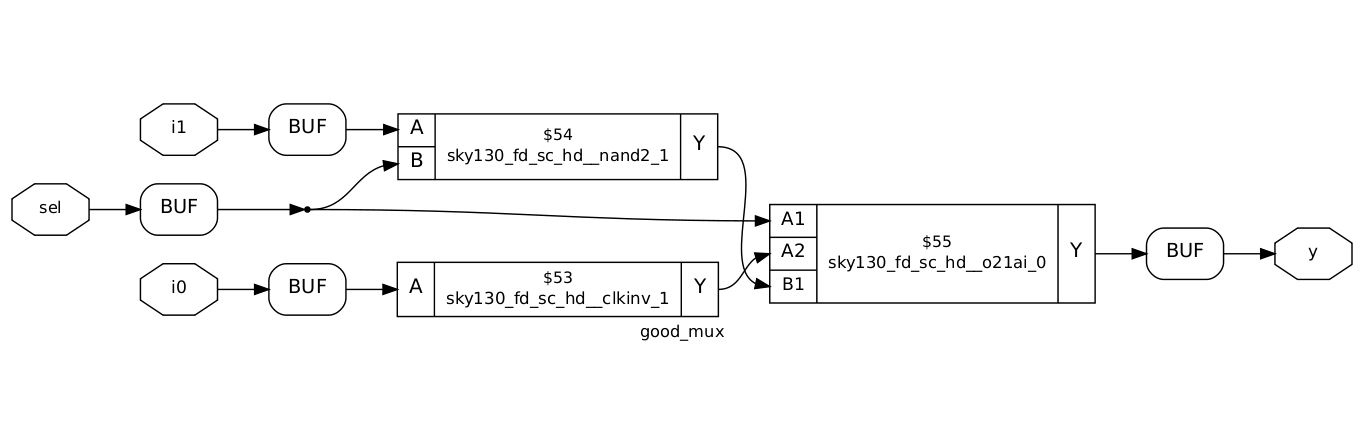 i1
BUF
A
B
$54
sky130_fd_sc_hd__nand2_1
Y
sel
BUF
i0
BUF
A
$53
sky130_fd_sc_hd__clkinv_1
Y
A1
A2
B1
$55
sky130_fd_sc_hd__o21ai_0
Y
BUF
y
good_mux